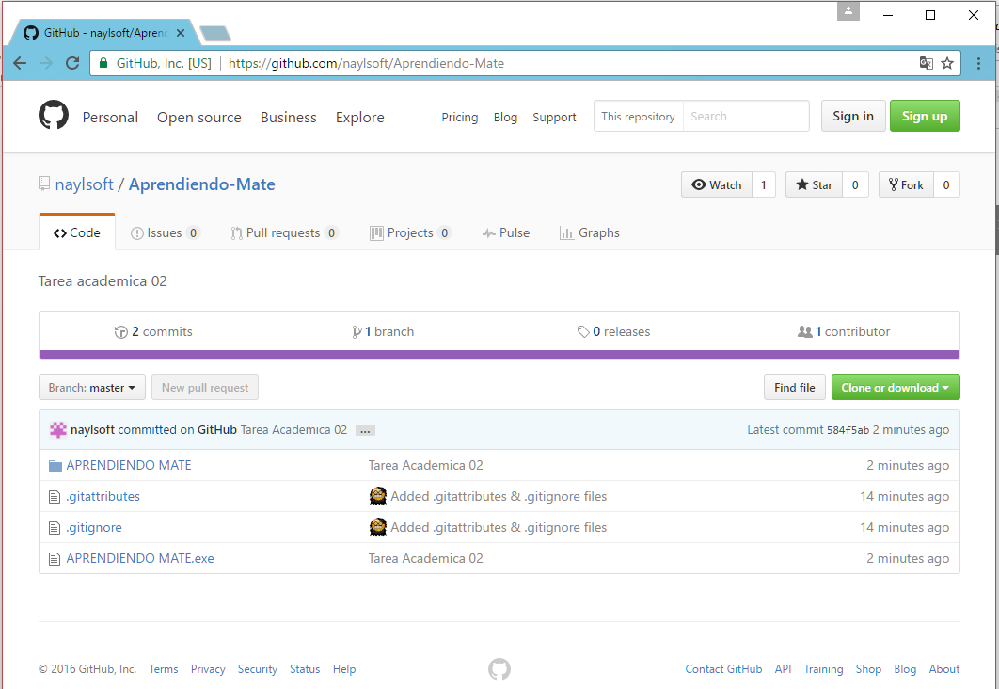 GitHub - naylsoft/Apren
GitHub, Inc. [US] https://github.com/naylsoft/Aprendiendo-Mate
Personal Open source Business Explore Pricing Blog Support This repository Search Sign in Sign up
naylsoft / Aprendiendo-Mate Watch 1 Star 0 Fork 0
Code Issues 0 Pull requests 0 Projects 0 Pulse Graphs
Tarea academica 02
2 commits 1 branch 0 releases 1 contributor
Branch: master New pull request Find file Clone or download
naylsoft committed on GitHub Tarea Academica 02 ... Latest commit 584f5ab 2 minutes ago
APRENDIENDO MATE Tarea Academica 02 2 minutes ago
.gitattributes Added .gitattributes & .gitignore files 14 minutes ago
.gitignore Added .gitattributes & .gitignore files 14 minutes ago
APRENDIENDO MATE.exe Tarea Academica 02 2 minutes ago
© 2016 GitHub, Inc. Terms Privacy Security Status Help Contact GitHub API Training Shop Blog About